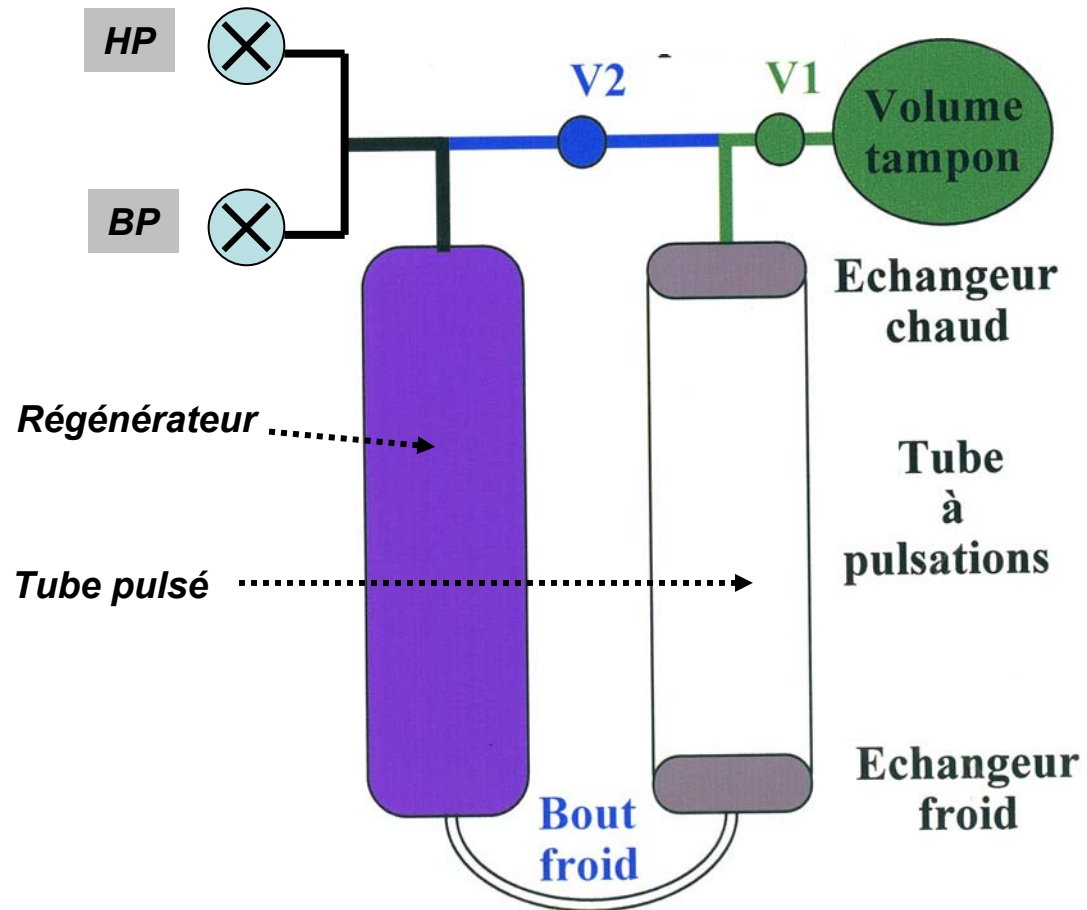 HP
V2
V1
Volume
tampon
BP
Echangeur
chaud
Régénérateur
Tube
à
pulsations
Tube pulsé
Bout
froid
Echangeur
froid